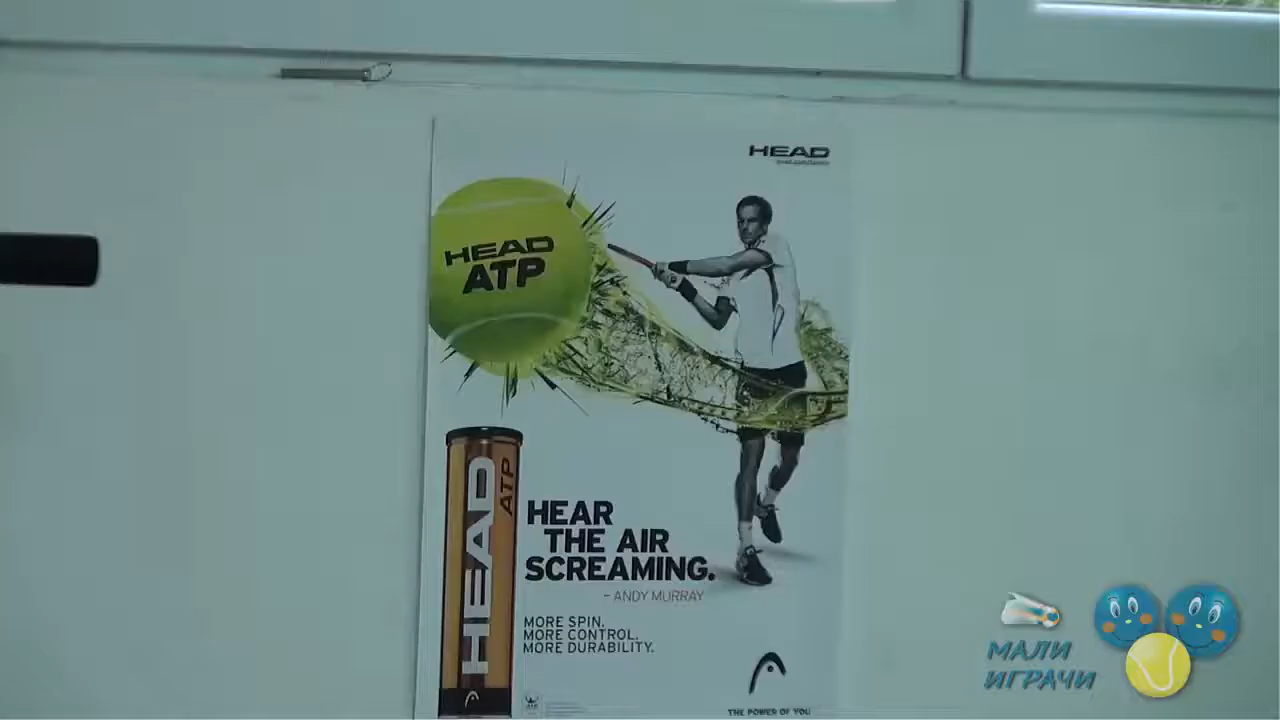 HEAD
HEAD
ATP
HEAD ATP
HEAR
THE AIR
SCREAMING.
– ANDY MURRAY
MORE SPIN.
MORE CONTROL.
MORE DURABILITY.
THE POWER OF YOU
МАЛИ
ИГРАЧИ